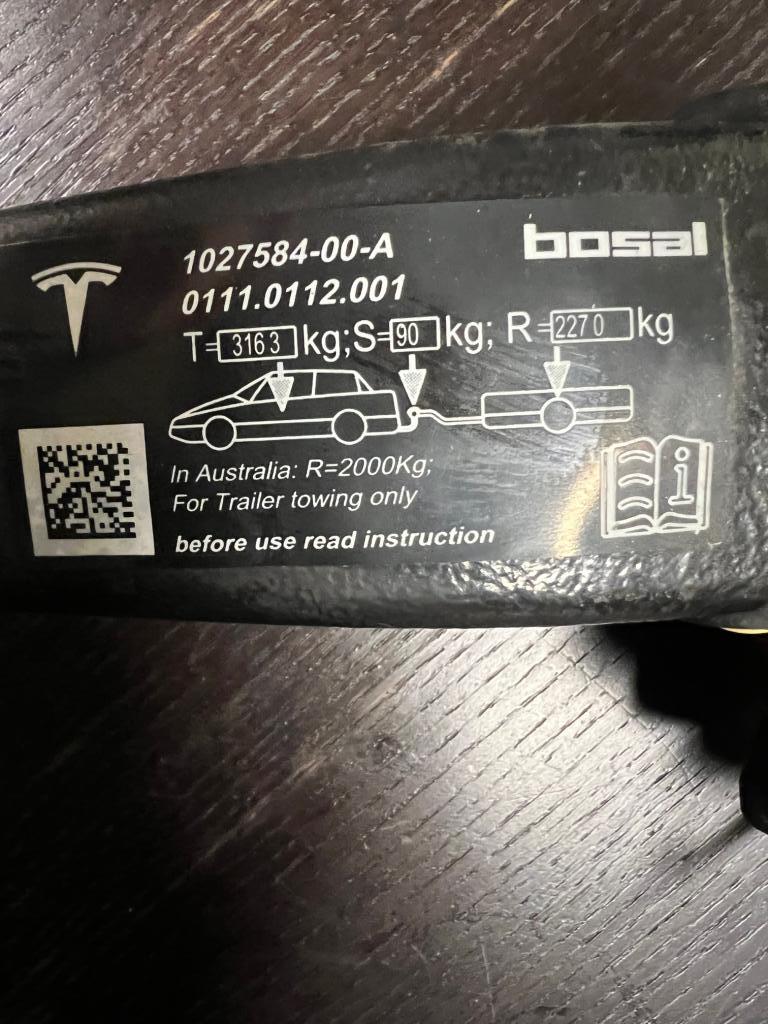 1027584-00-A
bosal
0111.0112.001
T=3163kg;S=90kg; R=2270kg
In Australia: R=2000Kg;
For Trailer towing only
i
before use read instruction